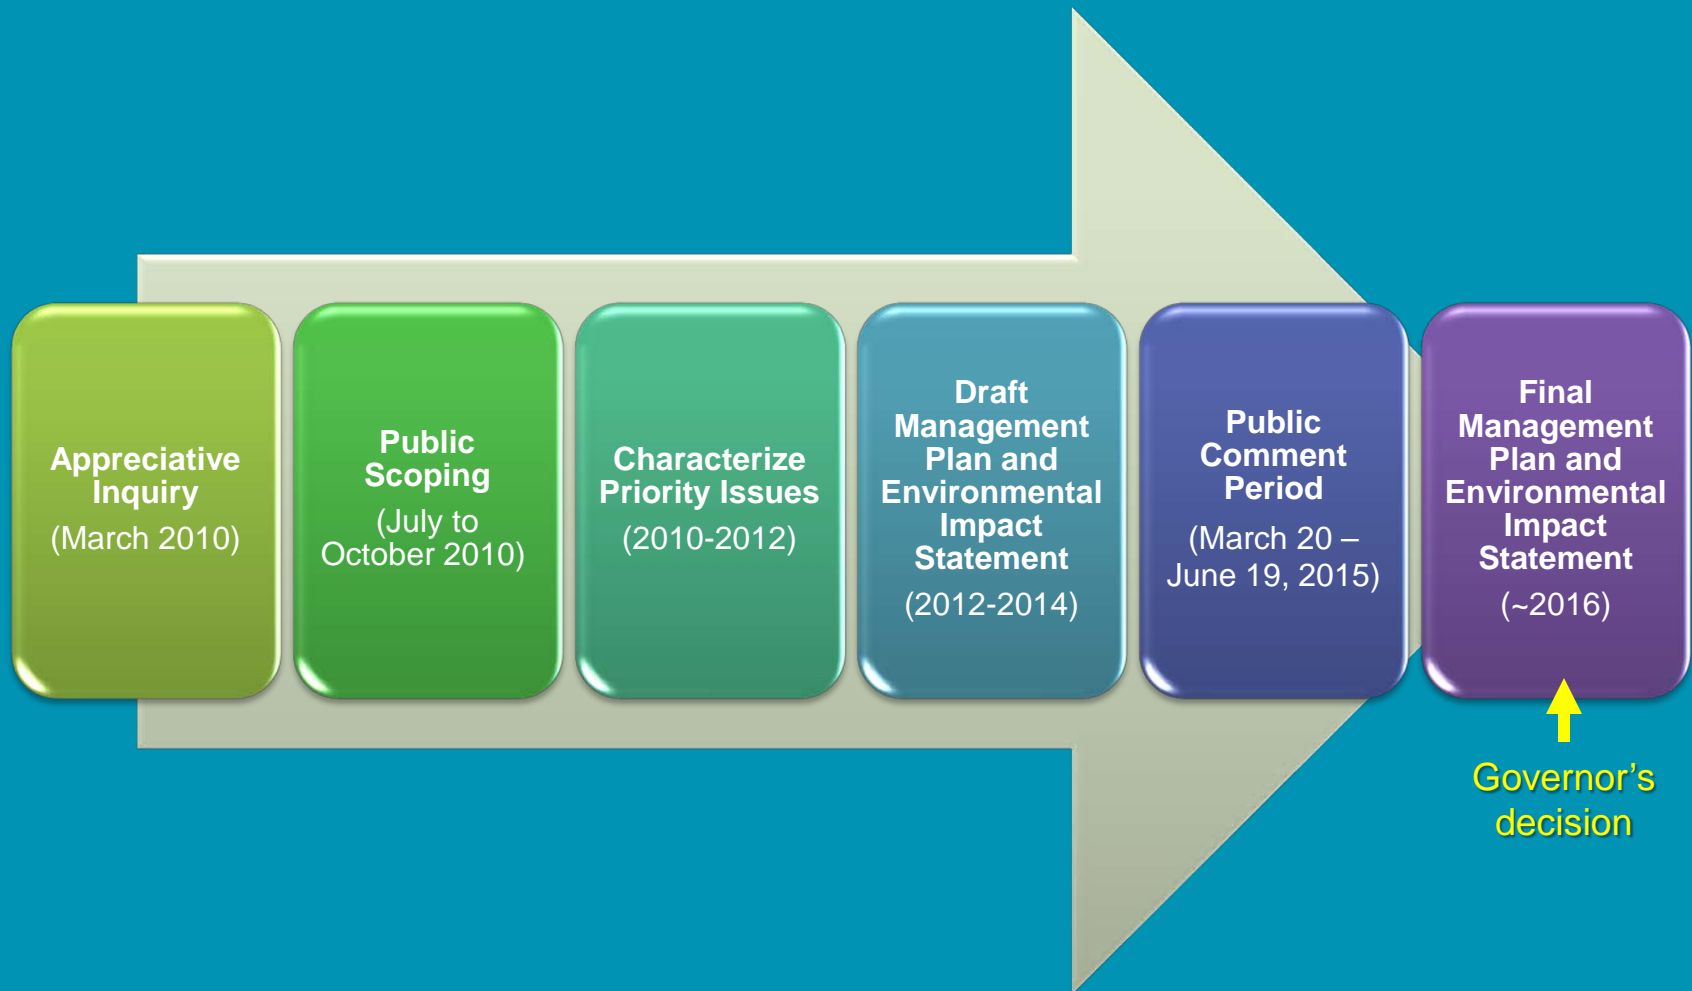 Appreciative
Inquiry
(March 2010)
Public
Scoping
(July to
October 2010)
Characterize
Priority Issues
(2010-2012)
Draft
Management
Plan and
Environmental
Impact
Statement
(2012-2014)
Public
Comment
Period
(March 20 –
June 19, 2015)
Final
Management
Plan and
Environmental
Impact
Statement
(~2016)
Governor’s
decision